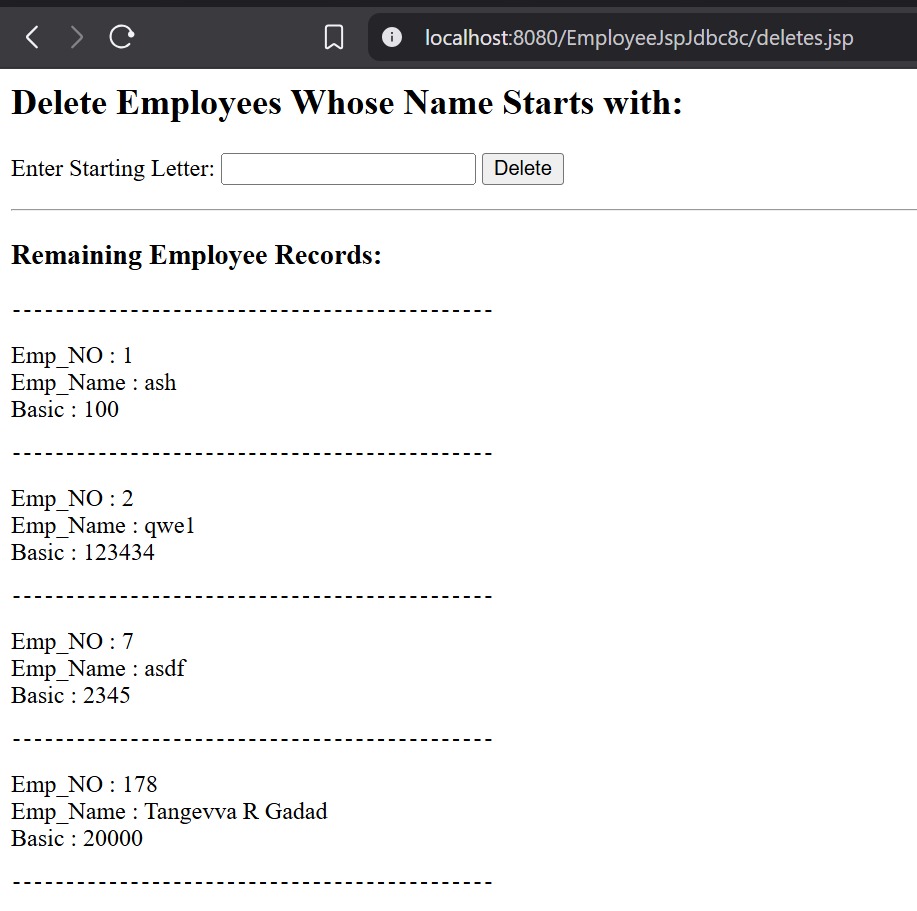 localhost:8080/EmployeeJspJdbc8c/deletes.jsp
Delete Employees Whose Name Starts with:
Enter Starting Letter: Delete
Remaining Employee Records:
---------------------------------------------
Emp_NO : 1
Emp_Name : ash
Basic : 100
---------------------------------------------
Emp_NO : 2
Emp_Name : qwe1
Basic : 123434
---------------------------------------------
Emp_NO : 7
Emp_Name : asdf
Basic : 2345
---------------------------------------------
Emp_NO : 178
Emp_Name : Tangevva R Gadad
Basic : 20000
---------------------------------------------